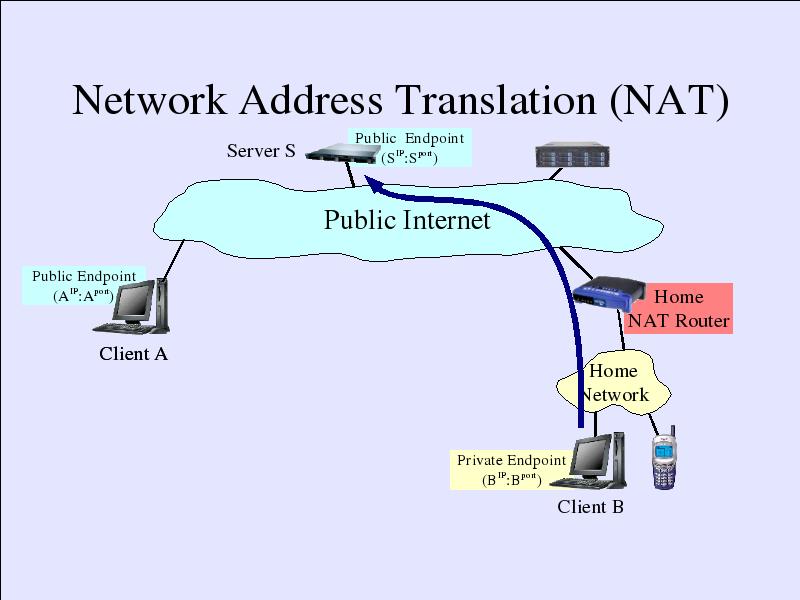 Network Address Translation (NAT)
Server S
Public Endpoint
(S^IP:S^port)
Public Internet
Public Endpoint
(A^IP:A^port)
Client A
Home
NAT Router
Home
Network
Private Endpoint
(B^IP:B^port)
Client B